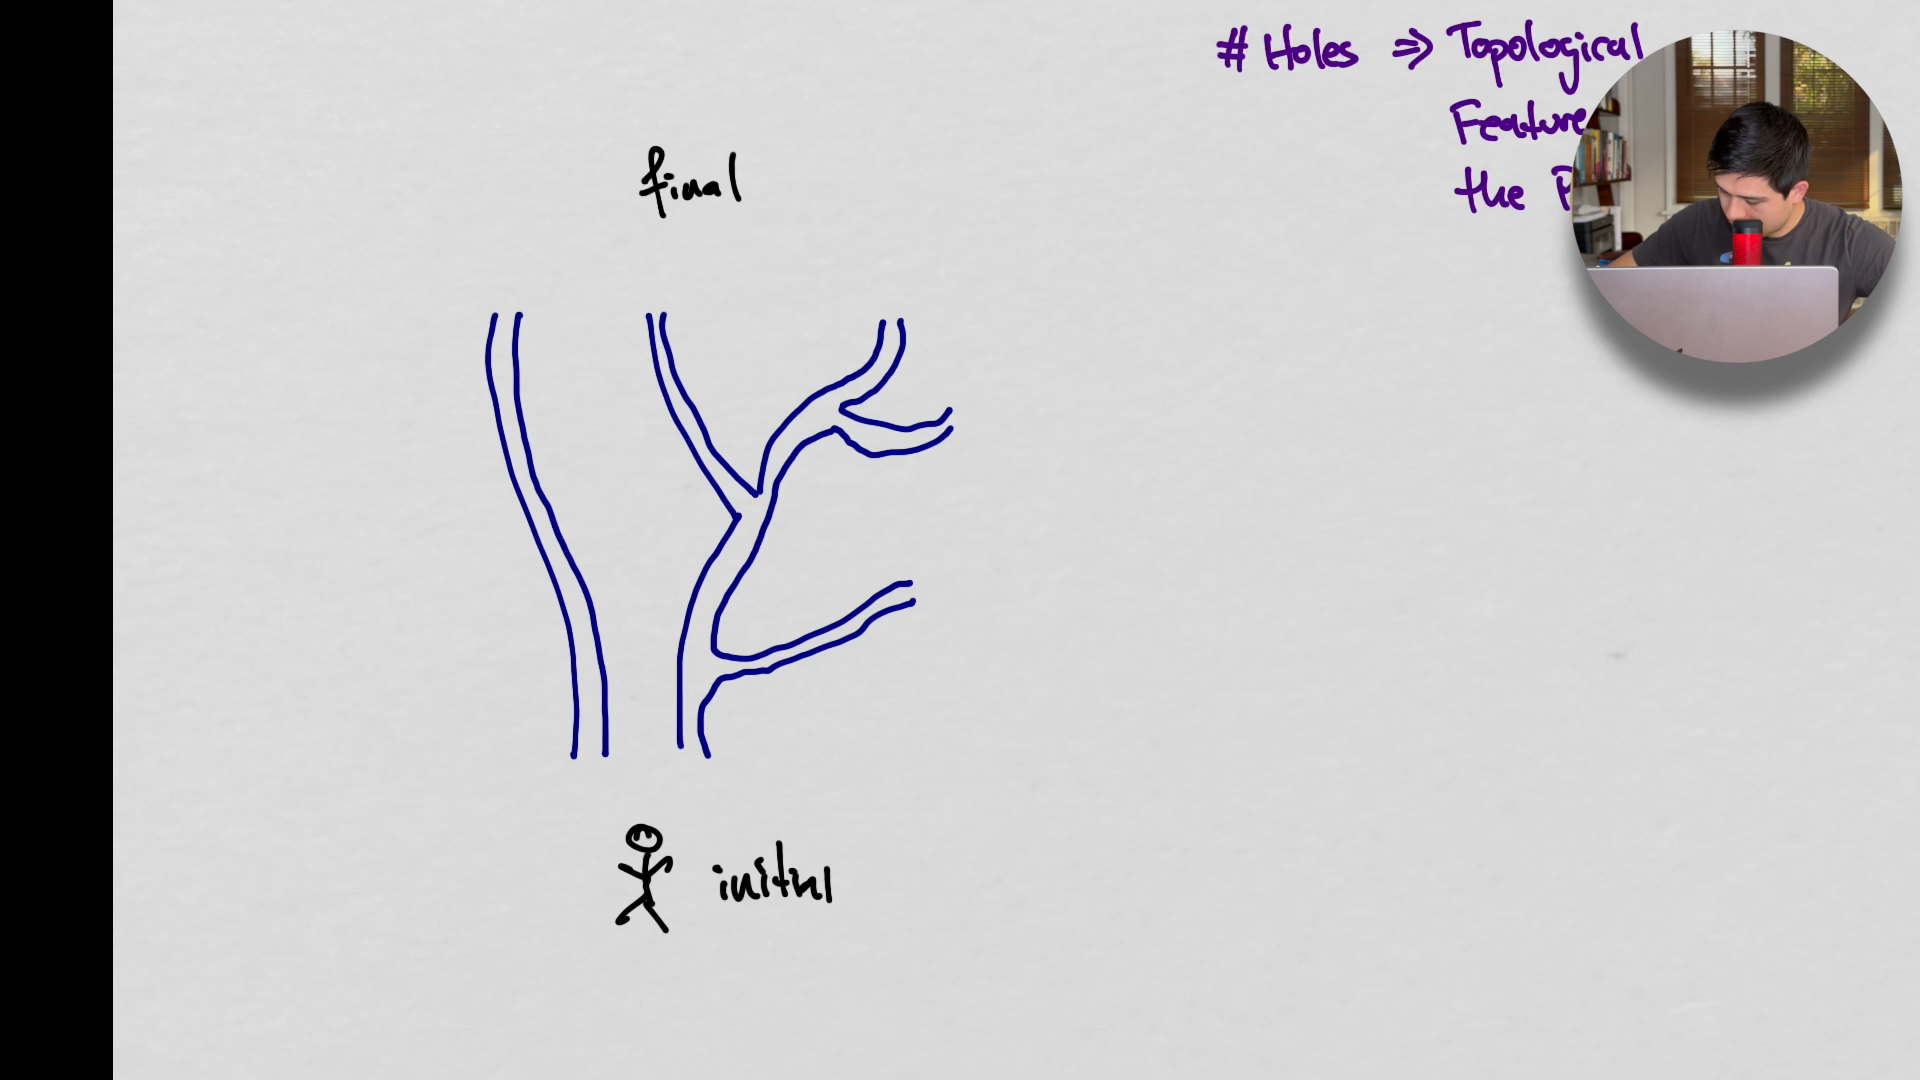 # Holes ⇒ Topological
Feature
the
final
initial